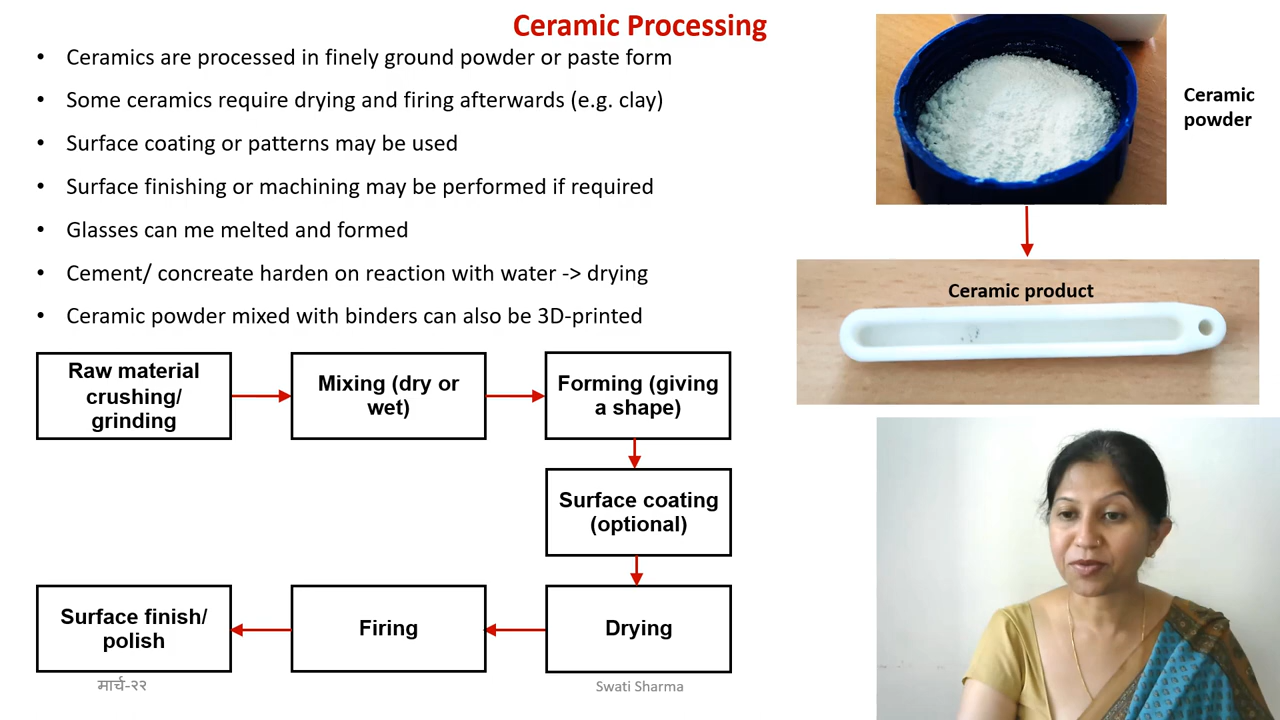 Ceramic Processing
• Ceramics are processed in finely ground powder or paste form
• Some ceramics require drying and firing afterwards (e.g. clay)
• Surface coating or patterns may be used
• Surface finishing or machining may be performed if required
• Glasses can me melted and formed
• Cement/ concreate harden on reaction with water -> drying
• Ceramic powder mixed with binders can also be 3D-printed
Ceramic
powder
Ceramic product
Raw material
crushing/
grinding
Mixing (dry or
wet)
Forming (giving
a shape)
Surface coating
(optional)
Drying
Firing
Surface finish/
polish
मार्च-२२
Swati Sharma